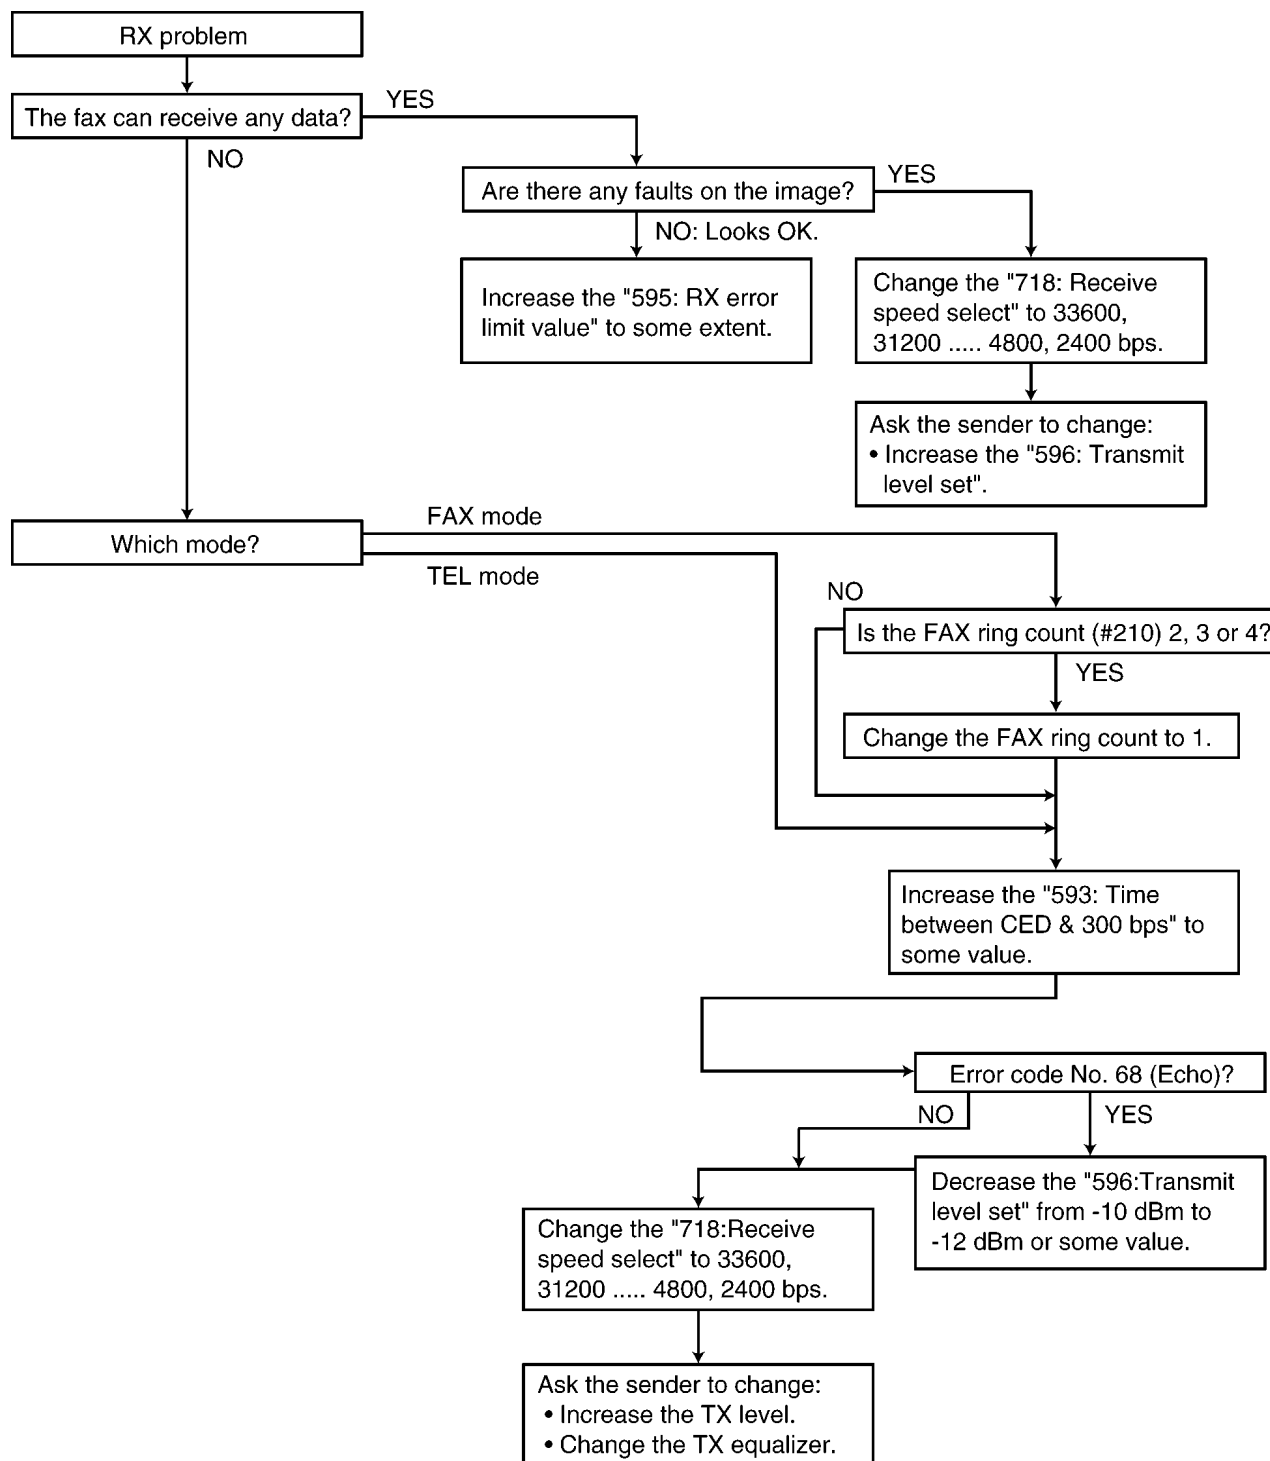 RX problem
The fax can receive any data?
YES
NO
Are there any faults on the image?
YES
NO: Looks OK.
Increase the "595: RX error
limit value" to some extent.
Change the "718: Receive
speed select" to 33600,
31200 ..... 4800, 2400 bps.
Ask the sender to change:
• Increase the "596: Transmit
level set".
Which mode?
FAX mode
TEL mode
NO
Is the FAX ring count (#210) 2, 3 or 4?
YES
Change the FAX ring count to 1.
Increase the "593: Time
between CED & 300 bps" to
some value.
Error code No. 68 (Echo)?
NO
YES
Decrease the "596:Transmit
level set" from -10 dBm to
-12 dBm or some value.
Change the "718:Receive
speed select" to 33600,
31200 ..... 4800, 2400 bps.
Ask the sender to change:
• Increase the TX level.
• Change the TX equalizer.